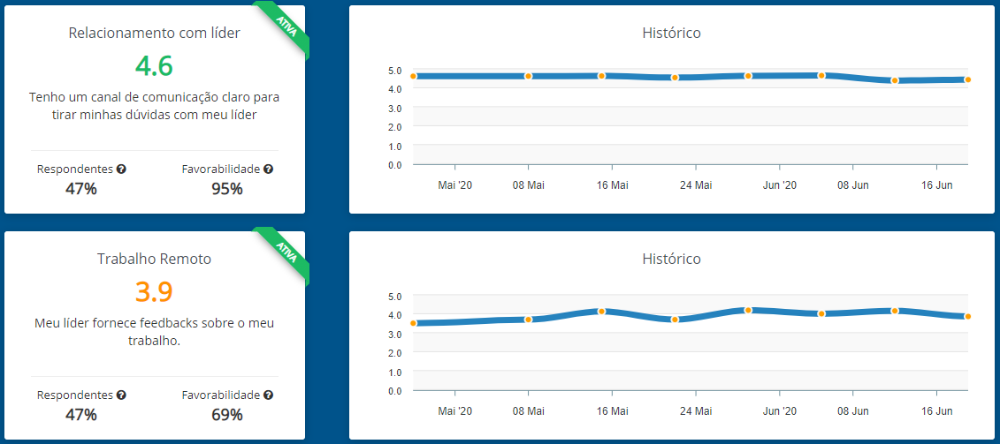 Relacionamento com líder
ATIVA
4.6
Tenho um canal de comunicação claro para
tirar minhas dúvidas com meu líder
Respondentes ?
Favorabilidade ?
47%
95%
Histórico
5.0
4.0
3.0
2.0
1.0
0.0
Mai '20
08 Mai
16 Mai
24 Mai
Jun '20
08 Jun
16 Jun
Trabalho Remoto
ATIVA
3.9
Meu líder fornece feedbacks sobre o meu
trabalho.
Respondentes ?
Favorabilidade ?
47%
69%
Histórico
5.0
4.0
3.0
2.0
1.0
0.0
Mai '20
08 Mai
16 Mai
24 Mai
Jun '20
08 Jun
16 Jun